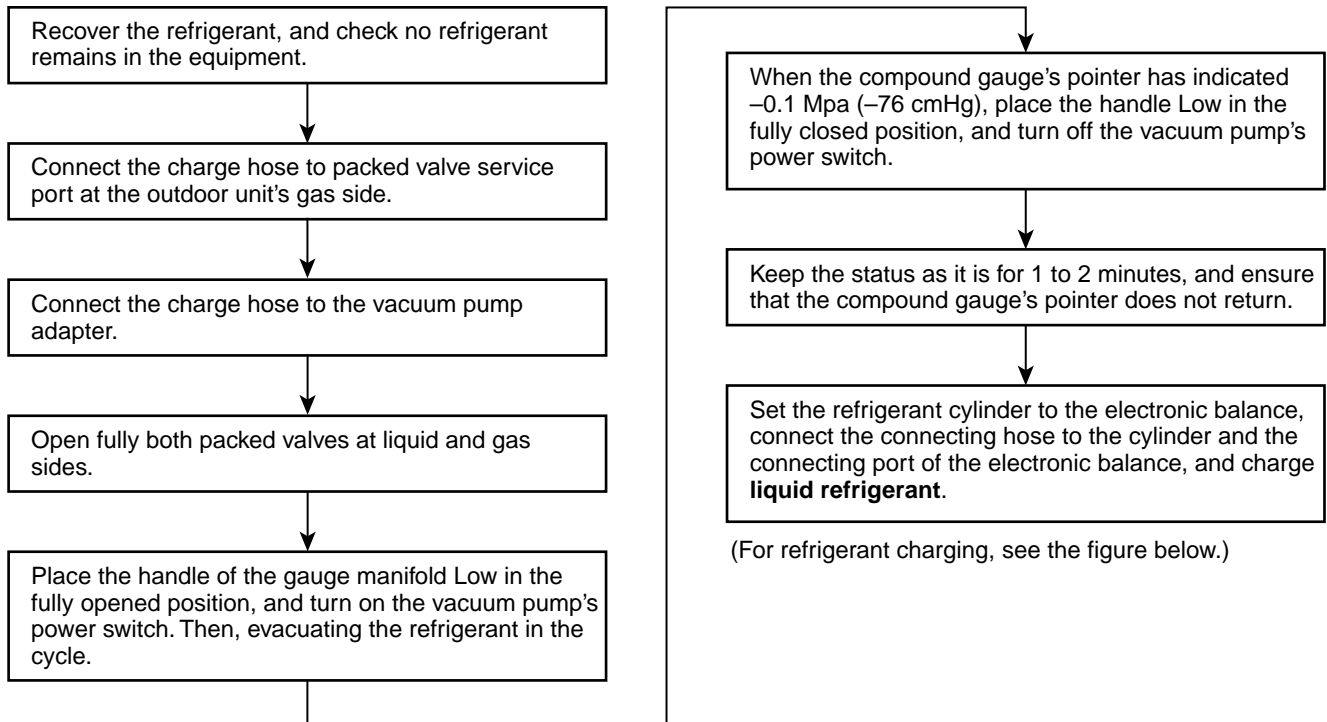 Recover the refrigerant, and check no refrigerant
remains in the equipment.
Connect the charge hose to packed valve service
port at the outdoor unit's gas side.
Connect the charge hose to the vacuum pump
adapter.
Open fully both packed valves at liquid and gas
sides.
Place the handle of the gauge manifold Low in the
fully opened position, and turn on the vacuum pump's
power switch. Then, evacuating the refrigerant in the
cycle.
When the compound gauge's pointer has indicated
–0.1 Mpa (–76 cmHg), place the handle Low in the
fully closed position, and turn off the vacuum pump's
power switch.
Keep the status as it is for 1 to 2 minutes, and ensure
that the compound gauge's pointer does not return.
Set the refrigerant cylinder to the electronic balance,
connect the connecting hose to the cylinder and the
connecting port of the electronic balance, and charge
liquid refrigerant.
(For refrigerant charging, see the figure below.)